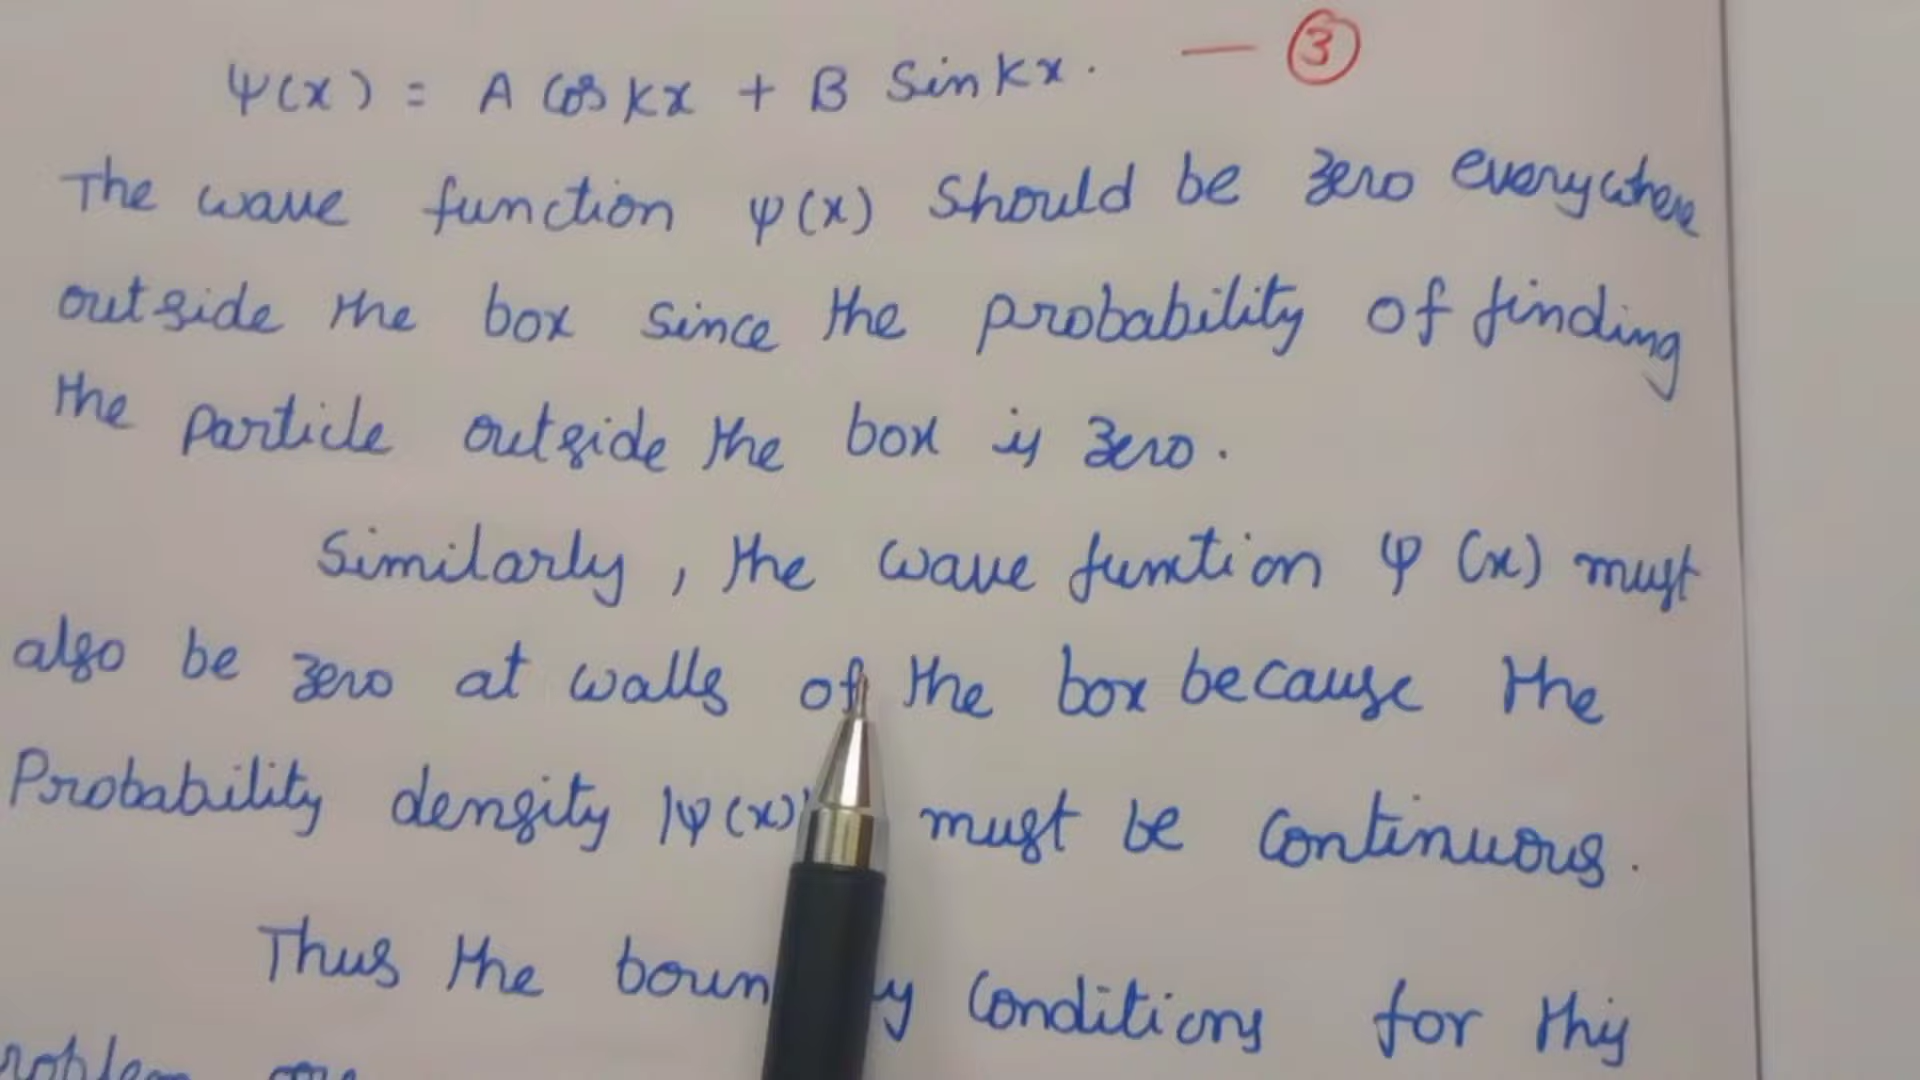 ψ(x) = A Cos kx + B Sin kx. — ③
The wave function ψ(x) should be zero everywhere
outside the box since the probability of finding
the particle outside the box is zero.
Similarly, the wave function ψ(x) must
also be zero at walls of the box because the
Probability density |ψ(x) must be continuous.
Thus the conditions for this